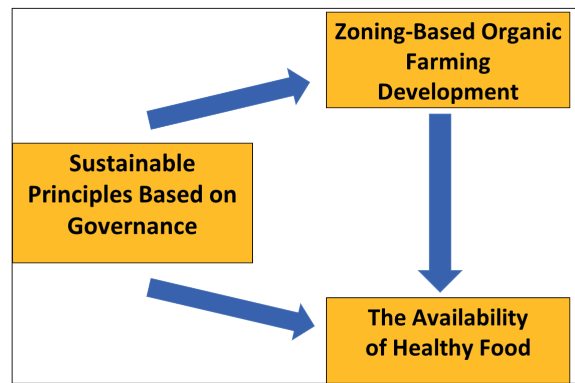 Zoning-Based Organic
Farming
Development
Sustainable
Principles Based on
Governance
The Availability
of Healthy Food